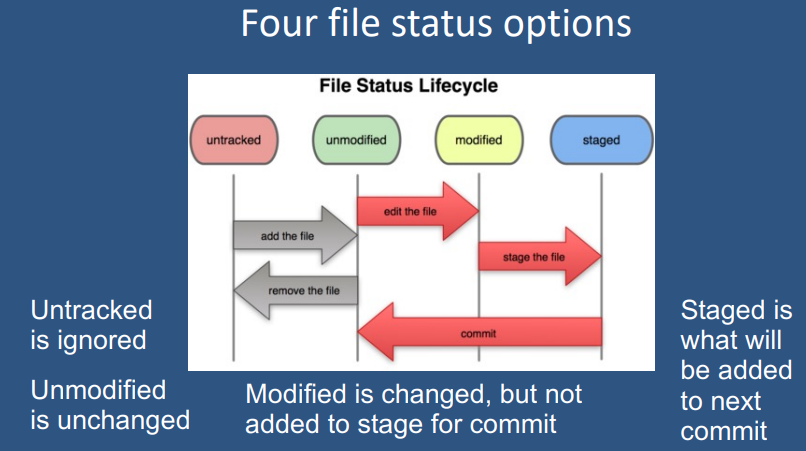 Four file status options
File Status Lifecycle
untracked
unmodified
modified
staged
edit the file
add the file
stage the file
remove the file
commit
Untracked
is ignored
Unmodified
is unchanged
Modified is changed, but not
added to stage for commit
Staged is
what will
be added
to next
commit